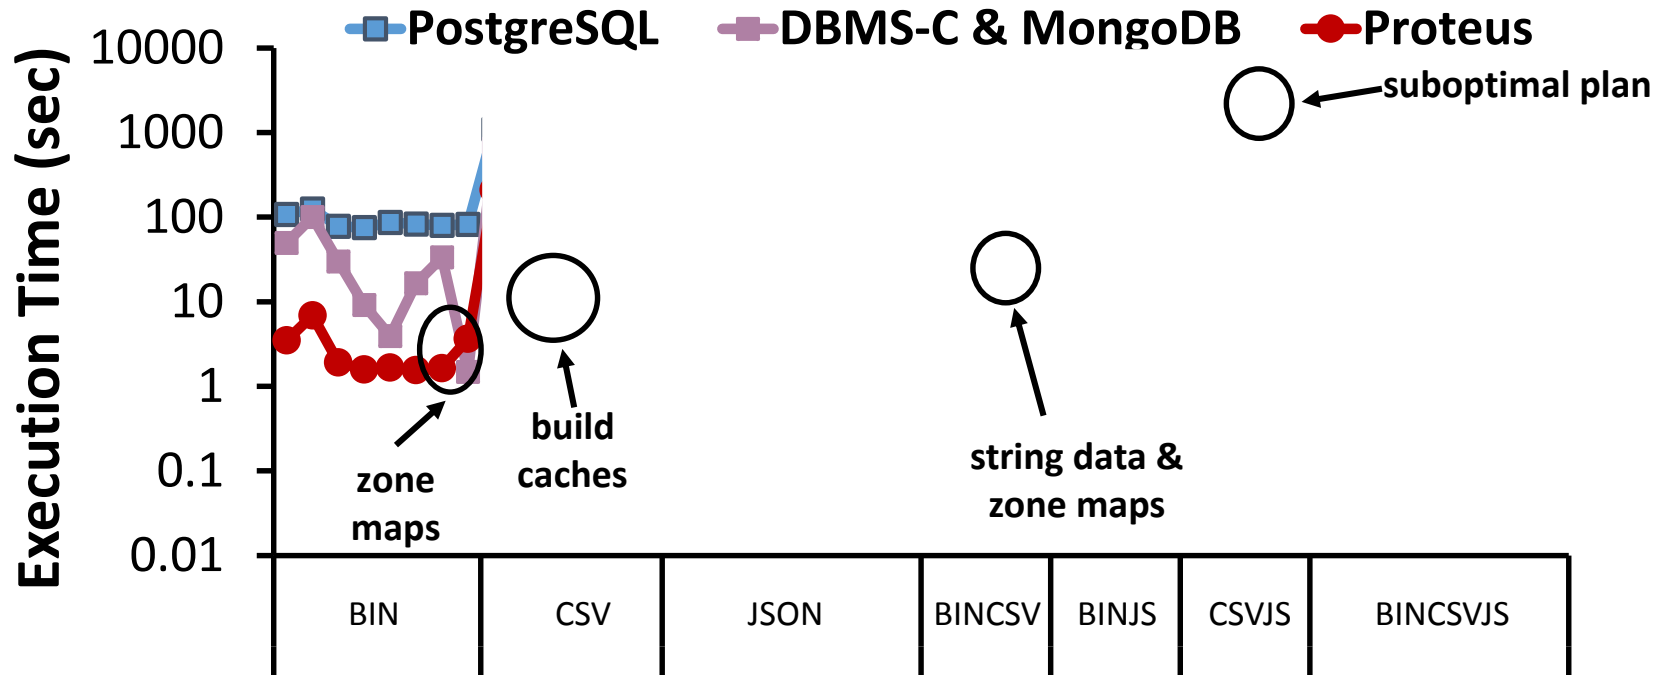 PostgreSQL
DBMS-C & MongoDB
Proteus
Execution Time (sec)
10000
1000
100
10
1
0.1
0.01
suboptimal plan
build
caches
zone
maps
string data &
zone maps
BIN
CSV
JSON
BINCSV
BINJS
CSVJS
BINCSVJS